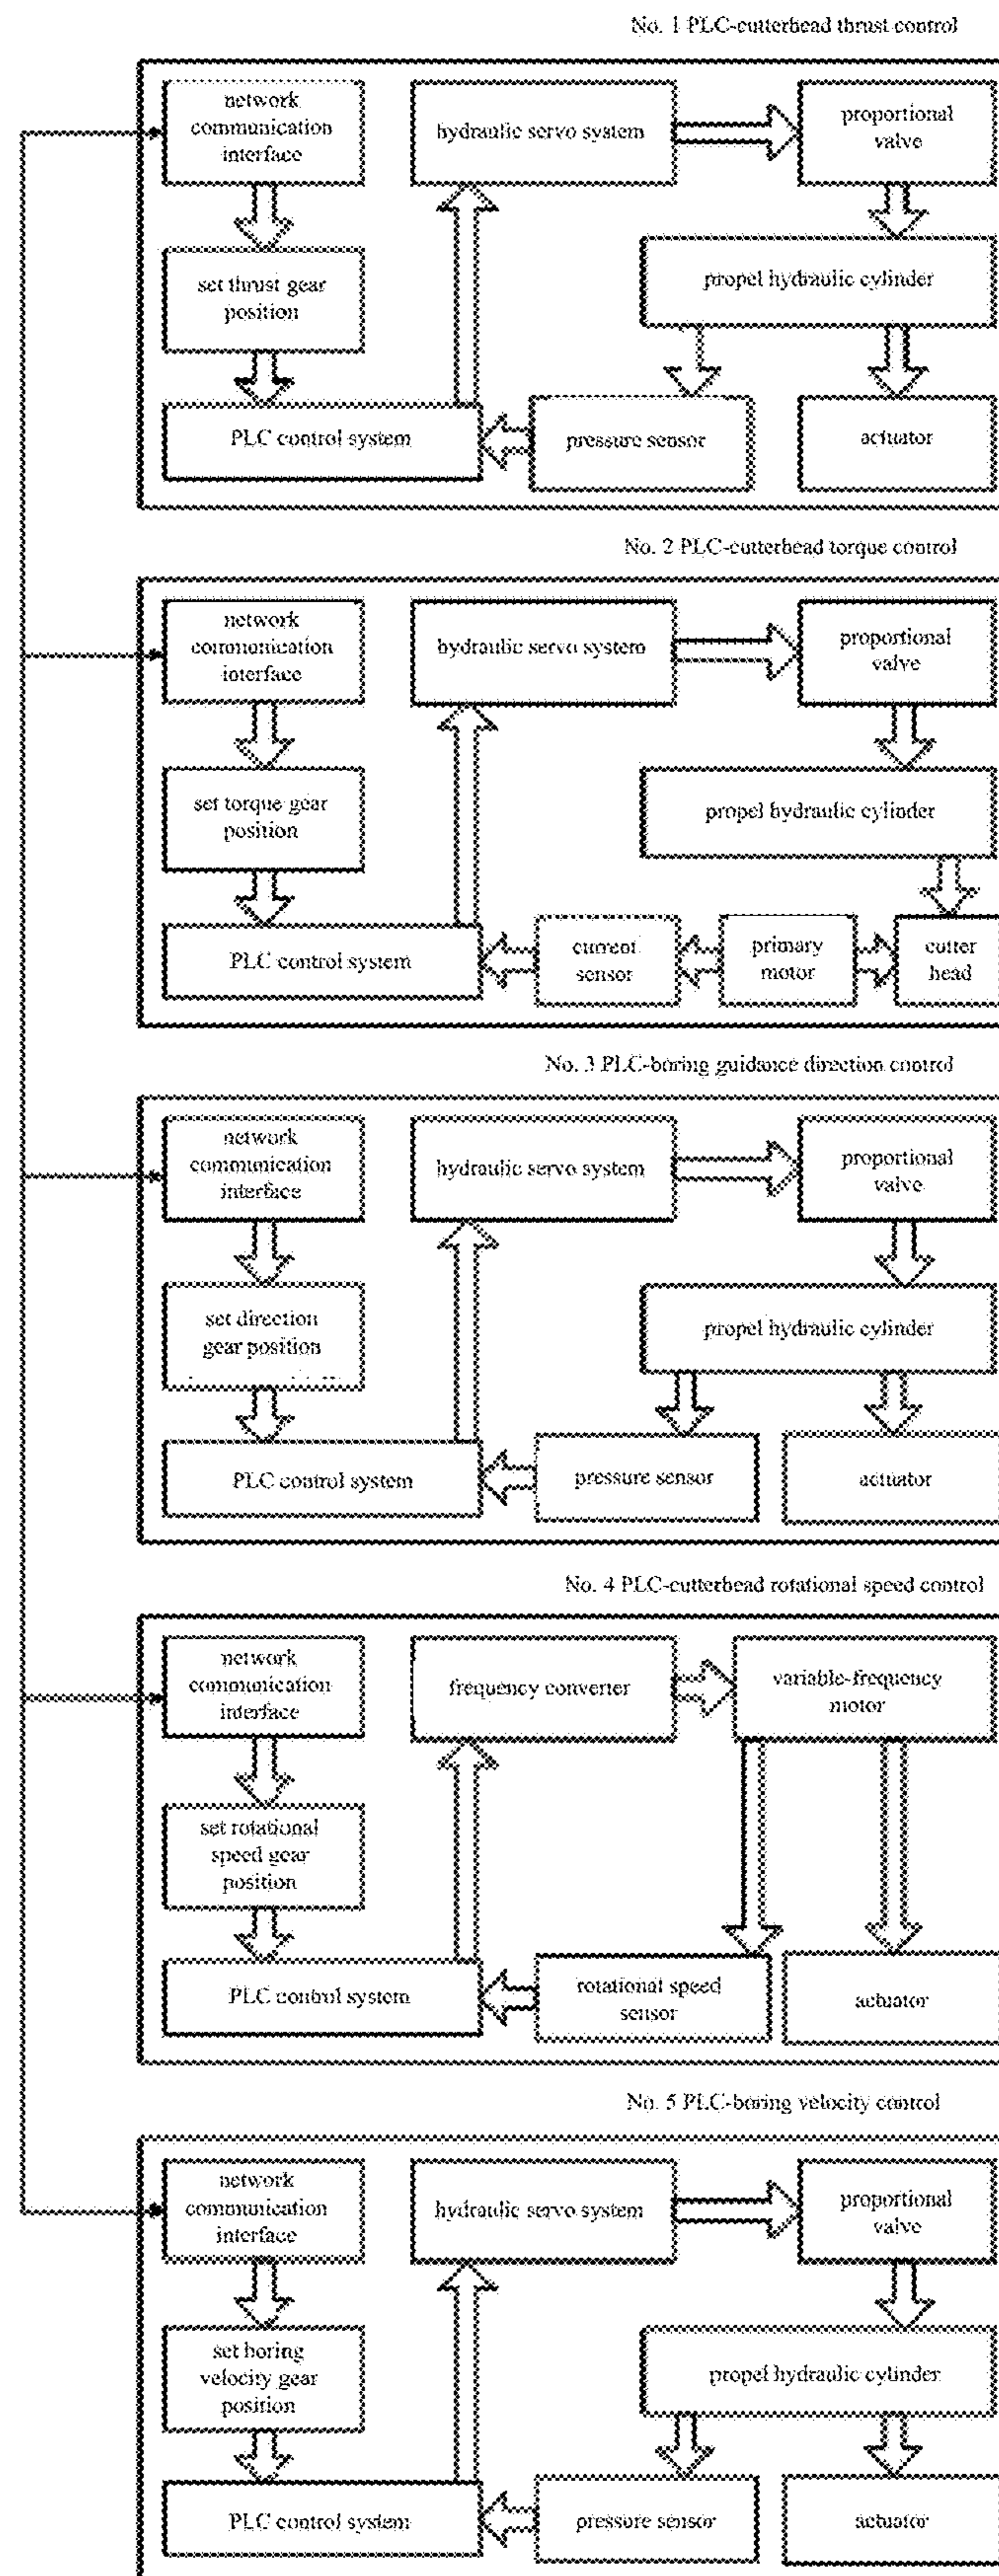 No. 1 PLC-cutterhead thrust control
network
communication
interface
hydraulic servo system
proportional
valve
set thrust gear
position
propel hydraulic cylinder
PLC control system
pressure sensor
actuator
No. 2 PLC-cutterhead torque control
network
communication
interface
hydraulic servo system
proportional
valve
set torque gear
position
propel hydraulic cylinder
PLC control system
current
sensor
primary
motor
cutter
head
No. 3 PLC-boring guidance direction control
network
communication
interface
hydraulic servo system
proportional
valve
set direction
gear position
propel hydraulic cylinder
PLC control system
pressure sensor
actuator
No. 4 PLC-cutterhead rotational speed control
network
communication
interface
frequency converter
variable-frequency
motor
set rotational
speed gear
position
PLC control system
rotational speed
sensor
actuator
No. 5 PLC-boring velocity control
network
communication
interface
hydraulic servo system
proportional
valve
set boring
velocity gear
position
propel hydraulic cylinder
PLC control system
pressure sensor
actuator